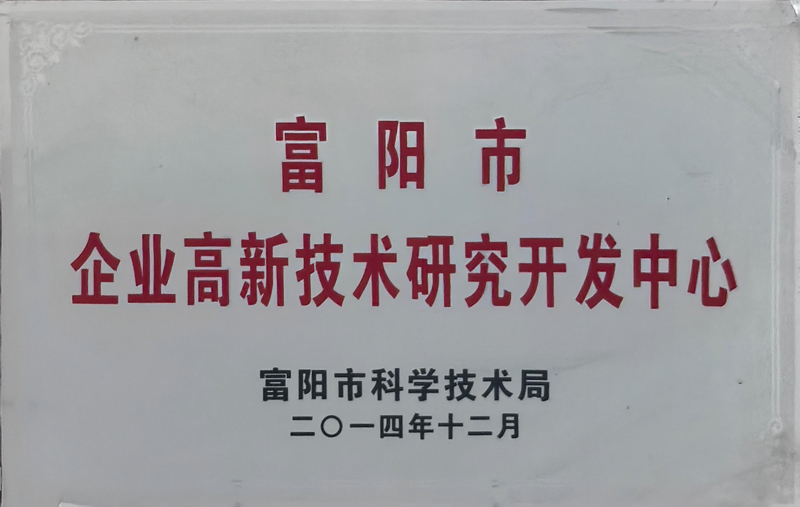 富阳市
企业高新技术研究开发中心
富阳市科学技术局
二〇一四年十二月